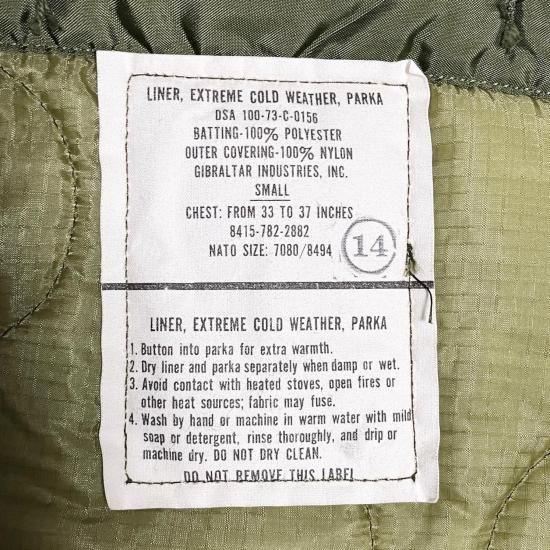 LINER, EXTREME COLD WEATHER, PARKA
DSA 100-73-C-0156
BATTING-100% POLYESTER
OUTER COVERING-100% NYLON
GIBRALTAR INDUSTRIES, INC.
SMALL
CHEST: FROM 33 TO 37 INCHES
8415-782-2882
NATO SIZE: 7080/8494
14
LINER, EXTREME COLD WEATHER, PARKA
1. Button into parka for extra warmth.
2. Dry liner and parka separately when damp or wet.
3. Avoid contact with heated stoves, open fires or
other heat sources; fabric may fuse.
4. Wash by hand or machine in warm water with mild
soap or detergent, rinse thoroughly, and drip or
machine dry. DO NOT DRY CLEAN.
DO NOT REMOVE THIS LABEL